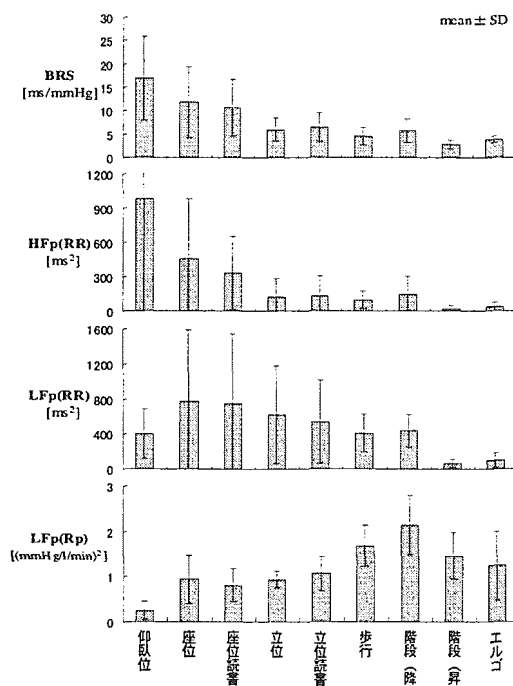 mean ± SD
BRS
[ms/mmHg]
30
25
20
15
10
5
0
HFp(RR)
[ms²]
1200
900
600
300
0
LFp(RR)
[ms²]
1600
1200
800
400
0
LFp(Rp)
[(mmHg/l/min)²
3
2
1
0
仰臥位
座位
座位読書
立位
立位読書
歩行
階段（降
階段（昇
エルゴ